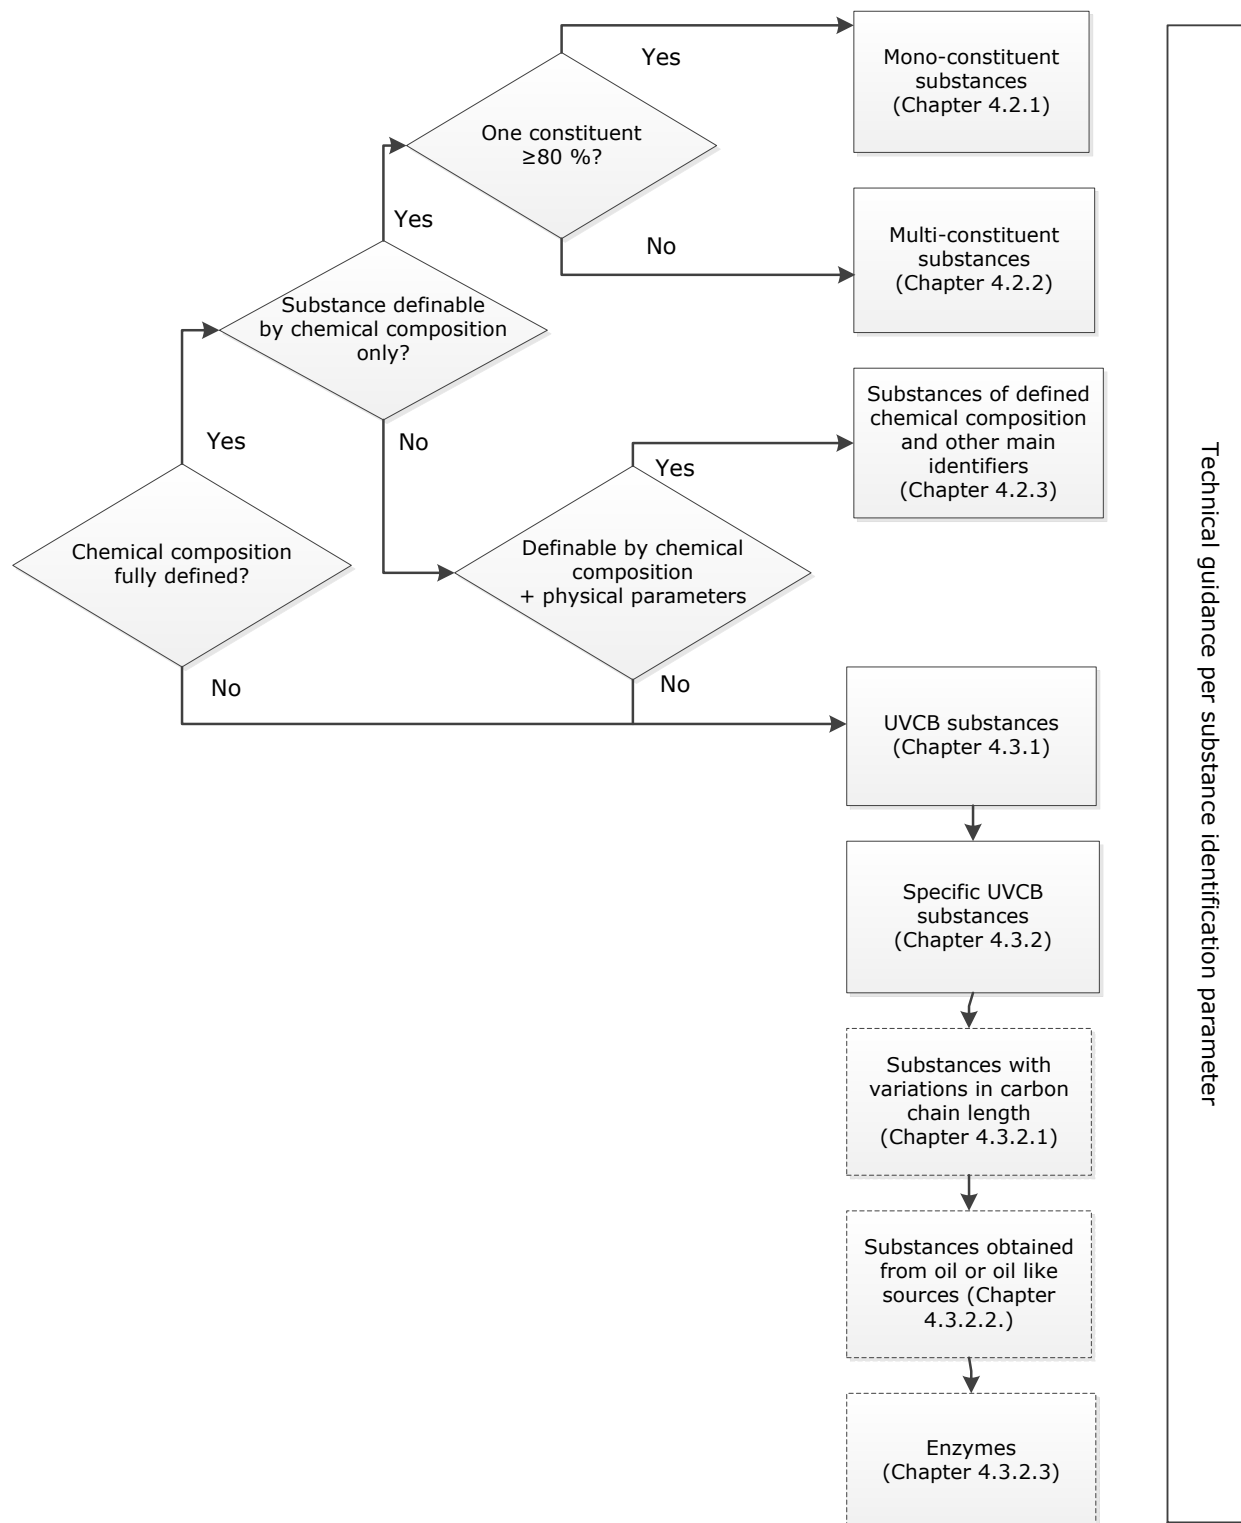 Yes
Mono-constituent
substances
(Chapter 4.2.1)
One constituent
≥80 %?
Yes
No
Multi-constituent
substances
(Chapter 4.2.2)
Substance definable
by chemical composition
only?
Yes
No
Yes
Substances of defined
chemical composition
and other main
identifiers
(Chapter 4.2.3)
Chemical composition
fully defined?
Definable by chemical
composition
+ physical parameters
No
No
UVCB substances
(Chapter 4.3.1)
Specific UVCB
substances
(Chapter 4.3.2)
Substances with
variations in carbon
chain length
(Chapter 4.3.2.1)
Substances obtained
from oil or oil like
sources (Chapter
4.3.2.2.)
Enzymes
(Chapter 4.3.2.3)
Technical guidance per substance identification parameter